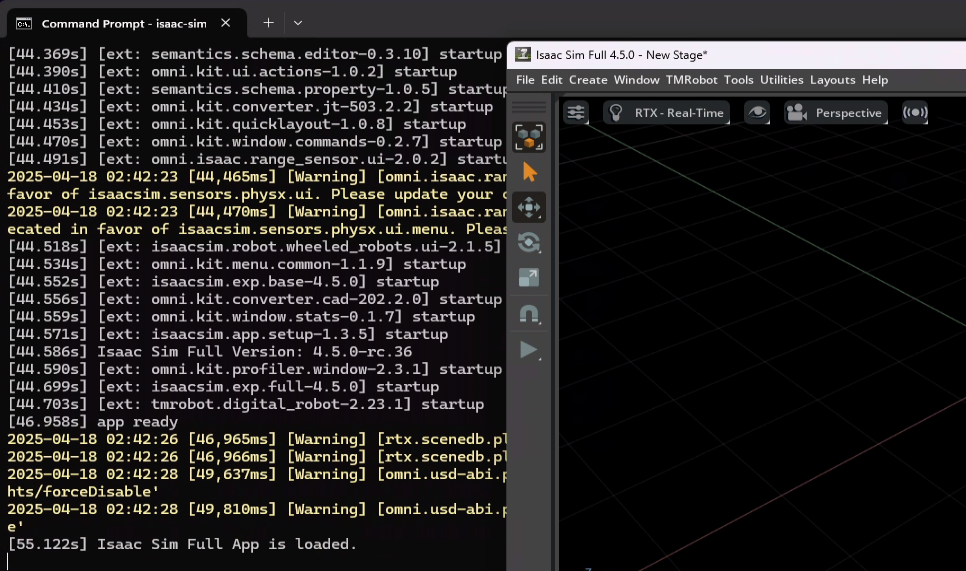 Command Prompt - isaac-sim
[44.369s] [ext: semantics.schema.editor-0.3.10] startup
[44.390s] [ext: omni.kit.ui.actions-1.0.2] startup
[44.410s] [ext: semantics.schema.property-1.0.5] startup
[44.434s] [ext: omni.kit.converter.jt-503.2.2] startup
[44.453s] [ext: omni.kit.quicklayout-1.0.8] startup
[44.470s] [ext: omni.kit.window.commands-0.2.7] startup
[44.491s] [ext: omni.isaac.range_sensor.ui-2.0.2] startu
2025-04-18 02:42:23 [44,465ms] [Warning] [omni.isaac.ran
favor of isaacsim.sensors.physx.ui. Please update your c
2025-04-18 02:42:23 [44,470ms] [Warning] [omni.isaac.ran
ecated in favor of isaacsim.sensors.physx.ui.menu. Pleas
[44.518s] [ext: isaacsim.robot.wheeled_robots.ui-2.1.5]
[44.534s] [ext: omni.kit.menu.common-1.1.9] startup
[44.552s] [ext: isaacsim.exp.base-4.5.0] startup
[44.556s] [ext: omni.kit.converter.cad-202.2.0] startup
[44.559s] [ext: omni.kit.window.stats-0.1.7] startup
[44.571s] [ext: isaacsim.app.setup-1.3.5] startup
[44.586s] Isaac Sim Full Version: 4.5.0-rc.36
[44.590s] [ext: omni.kit.profiler.window-2.3.1] startup
[44.699s] [ext: isaacsim.exp.full-4.5.0] startup
[44.703s] [ext: tmrobot.digital_robot-2.23.1] startup
[46.958s] app ready
2025-04-18 02:42:26 [46,965ms] [Warning] [rtx.scenedb.pl
2025-04-18 02:42:26 [46,966ms] [Warning] [rtx.scenedb.pl
2025-04-18 02:42:28 [49,637ms] [Warning] [omni.usd-abi.p
hts/forceDisable'
2025-04-18 02:42:28 [49,810ms] [Warning] [omni.usd-abi.p
e'
[55.122s] Isaac Sim Full App is loaded.
Isaac Sim Full 4.5.0 - New Stage*
File Edit Create Window TMRobot Tools Utilities Layouts Help
RTX - Real-Time Perspective